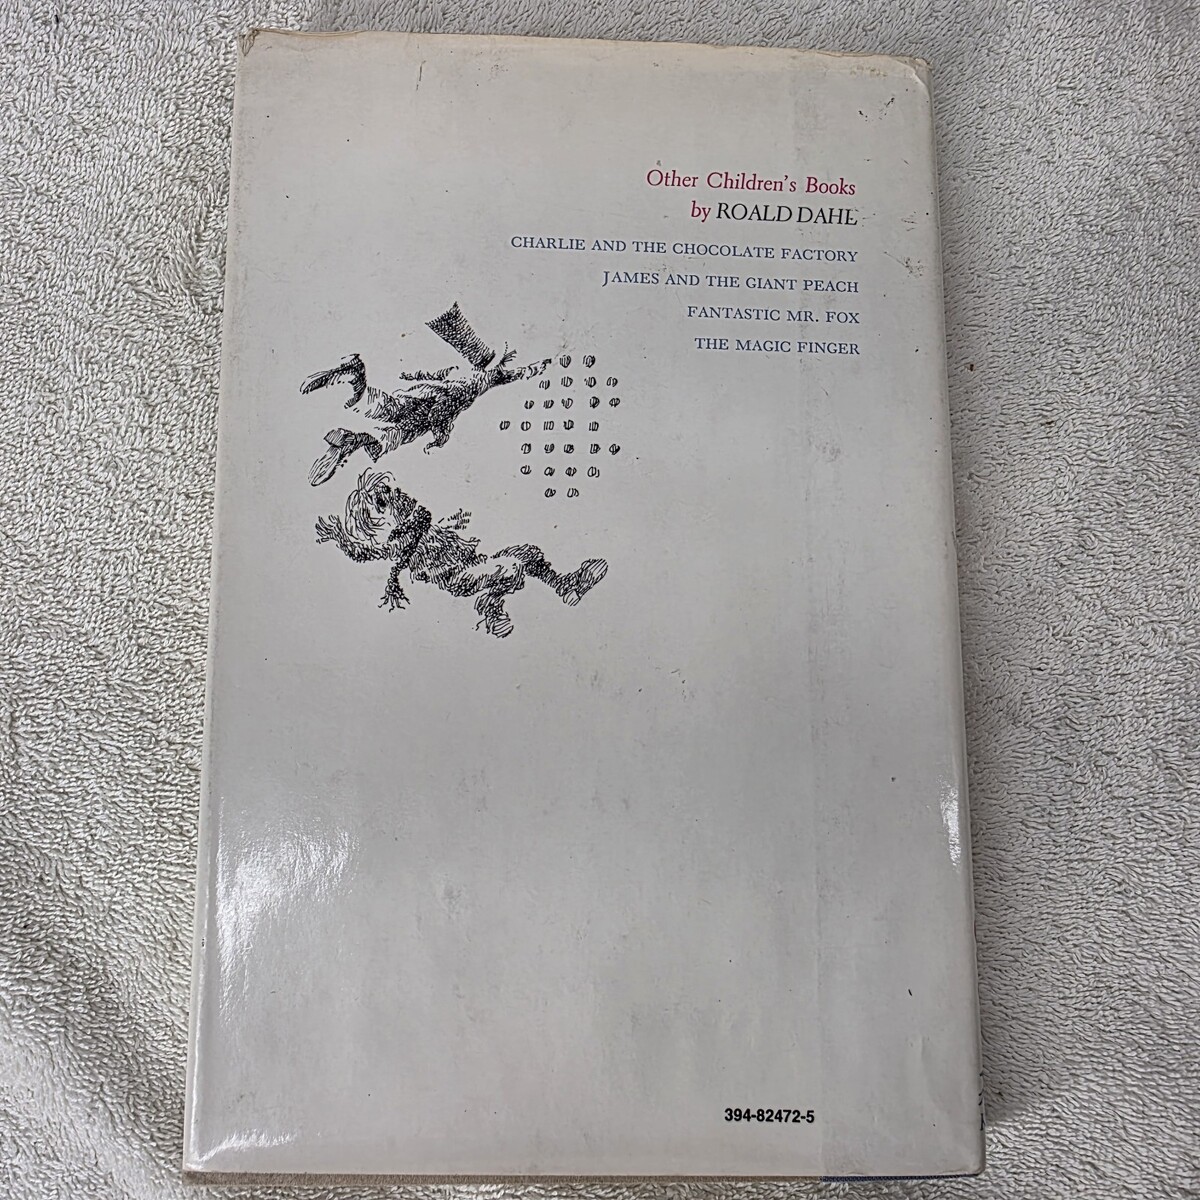 Other Children's Books
by ROALD DAHL
CHARLIE AND THE CHOCOLATE FACTORY
JAMES AND THE GIANT PEACH
FANTASTIC MR. FOX
THE MAGIC FINGER
394-82472-5